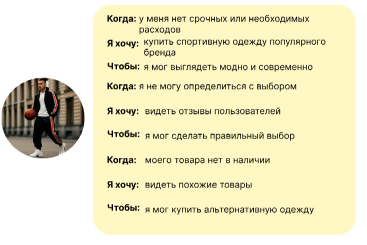 Когда: у меня нет срочных или необходимых
расходов
Я хочу: купить спортивную одежду популярного
бренда
Чтобы: я мог выглядеть модно и современно
Когда: я не могу определиться с выбором
Я хочу: видеть отзывы пользователей
Чтобы: я мог сделать правильный выбор
Когда: моего товара нет в наличии
Я хочу: видеть похожие товары
Чтобы: я мог купить альтернативную одежду